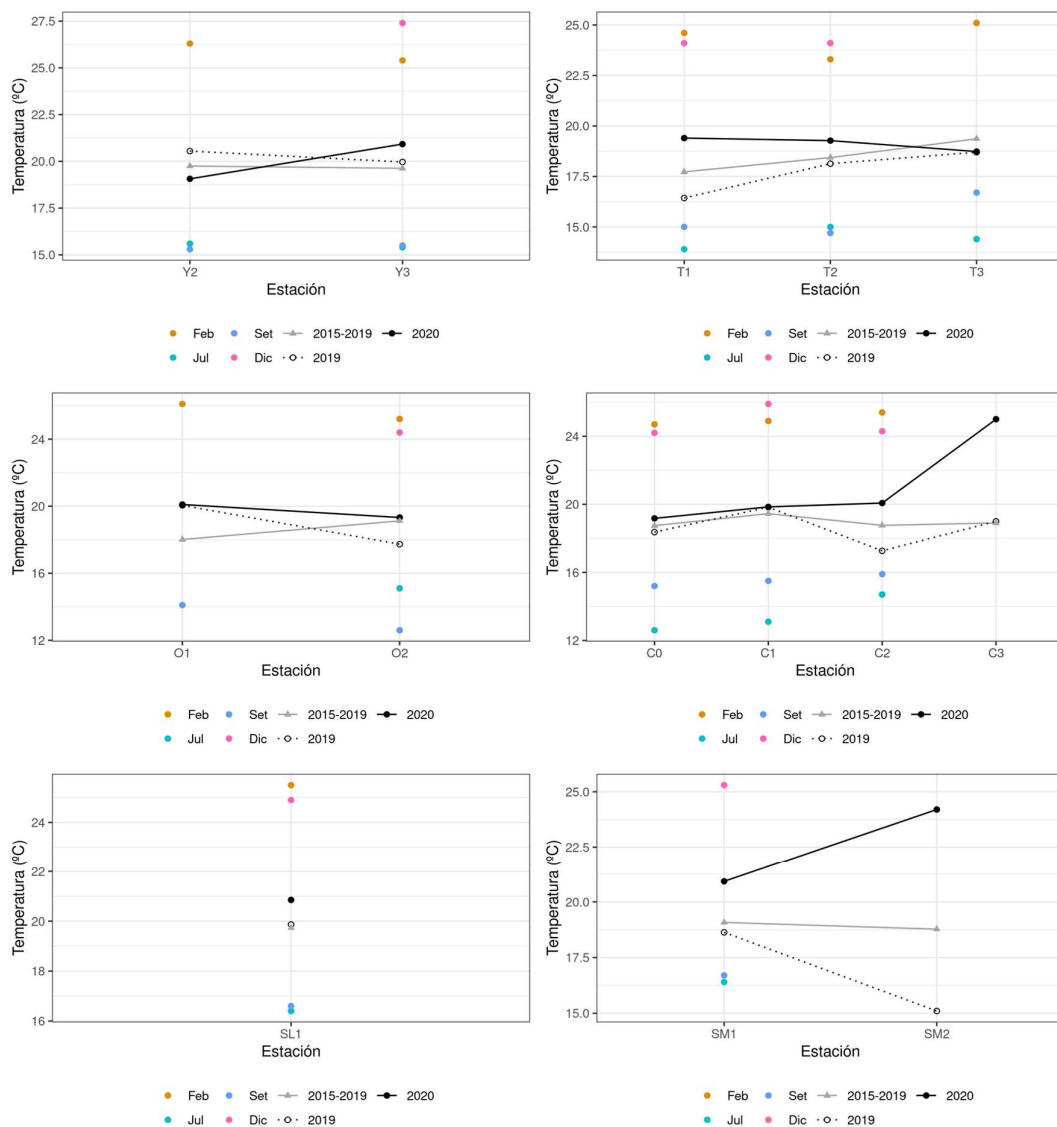 27.5
25.0
22.5
20.0
17.5
15.0
Temperatura (ºC)
Y2 Y3
Estación
Feb Set 2015-2019 2020
Jul Dic 2019
25.0
22.5
20.0
17.5
15.0
Temperatura (ºC)
T1 T2 T3
Estación
Feb Set 2015-2019 2020
Jul Dic 2019
24
20
16
12
Temperatura (ºC)
O1 O2
Estación
Feb Set 2015-2019 2020
Jul Dic 2019
24
20
16
12
Temperatura (ºC)
C0 C1 C2 C3
Estación
Feb Set 2015-2019 2020
Jul Dic 2019
24
22
20
18
16
Temperatura (ºC)
SL1
Estación
Feb Set 2015-2019 2020
Jul Dic 2019
25.0
22.5
20.0
17.5
15.0
Temperatura (ºC)
SM1 SM2
Estación
Feb Set 2015-2019 2020
Jul Dic 2019